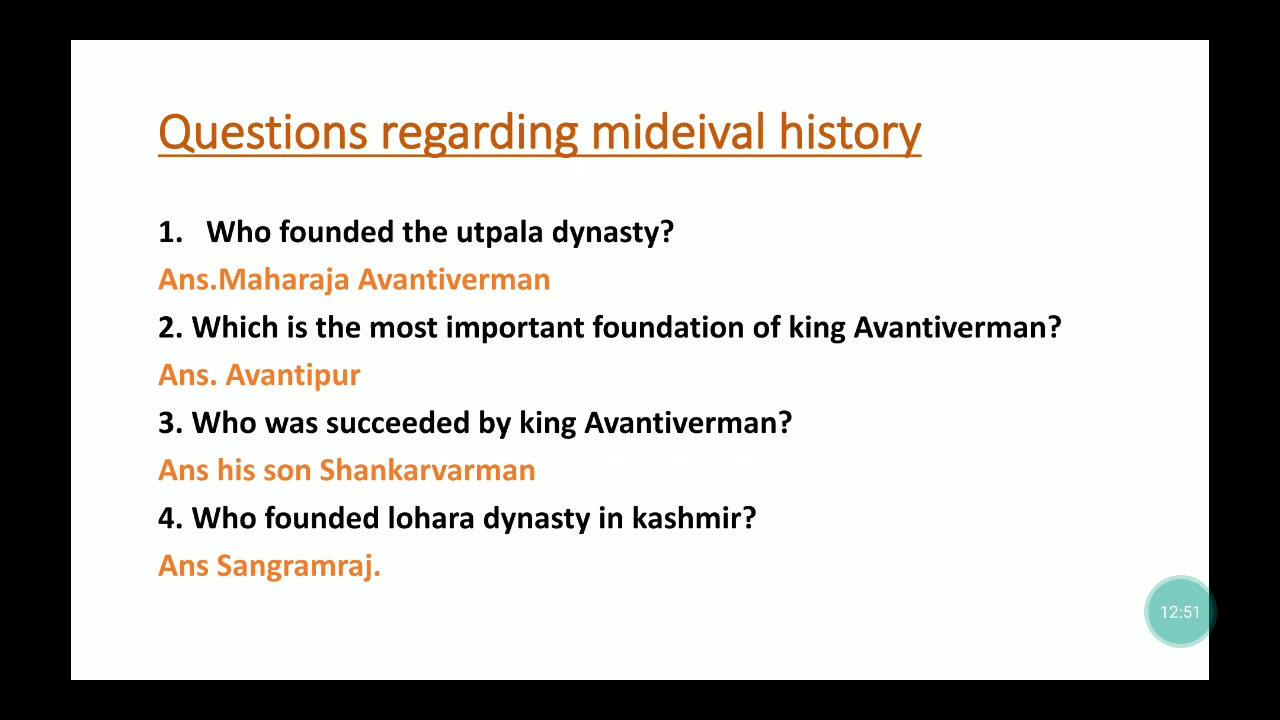 Questions regarding mideival history
1. Who founded the utpala dynasty?
Ans.Maharaja Avantiverman
2. Which is the most important foundation of king Avantiverman?
Ans. Avantipur
3. Who was succeeded by king Avantiverman?
Ans his son Shankarvarman
4. Who founded lohara dynasty in kashmir?
Ans Sangramraj.
12:51